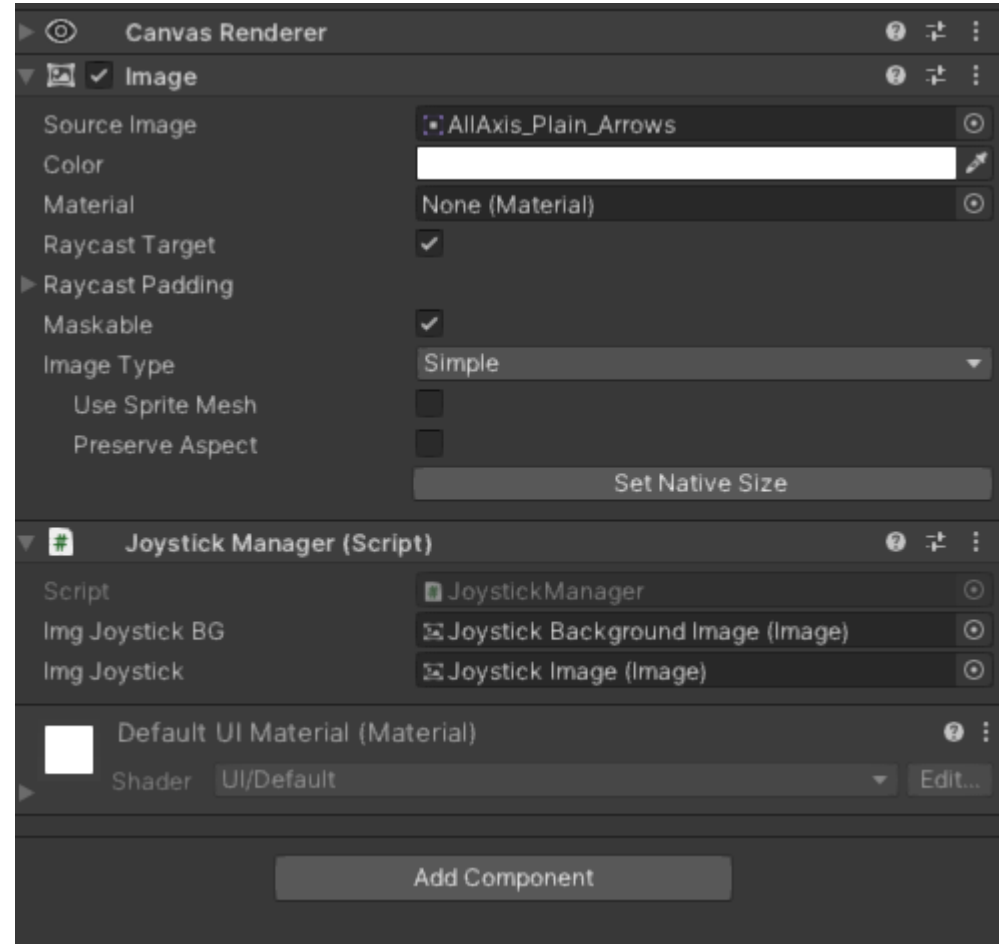 Canvas Renderer
Image
Source Image AllAxis_Plain_Arrows
Color
Material None (Material)
Raycast Target
Raycast Padding
Maskable
Image Type Simple
Use Sprite Mesh
Preserve Aspect
Set Native Size
# Joystick Manager (Script)
Script # JoystickManager
Img Joystick BG Joystick Background Image (Image)
Img Joystick Joystick Image (Image)
Default UI Material (Material)
Shader UI/Default Edit...
Add Component